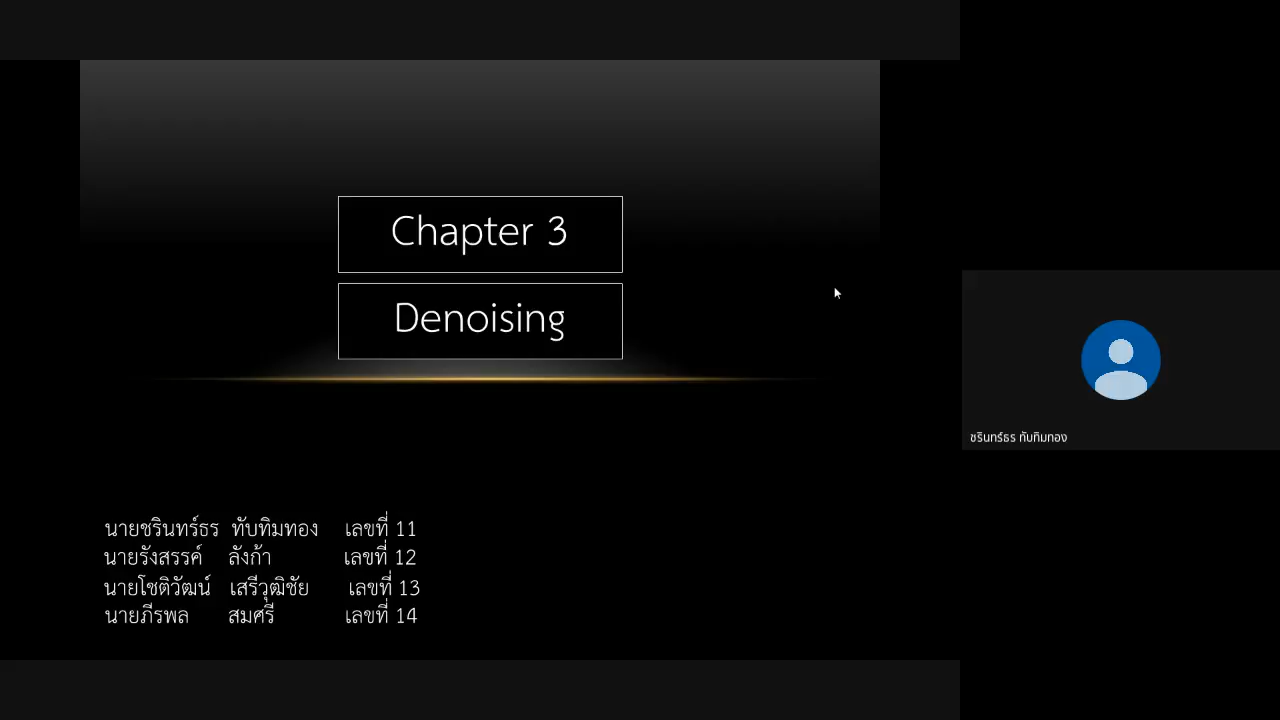 Chapter 3
Denoising
นายชรินทร์ธร ทับทิมทอง เลขที่ 11
นายรังสรรค์ ลังก้า เลขที่ 12
นายโชติวัฒน์ เสรีวุฒิชัย เลขที่ 13
นายภีรพล สมศรี เลขที่ 14
ชรินทร์ธร ทับทิมทอง